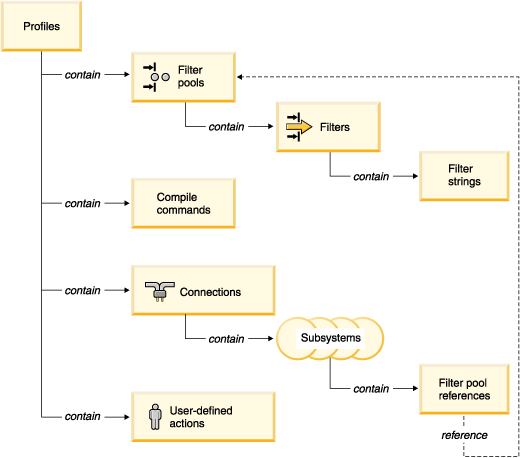 Profiles
contain
Filter
pools
contain
Filters
contain
Filter
strings
contain
Compile
commands
contain
Connections
contain
Subsystems
contain
Filter pool
references
contain
User-defined
actions
reference